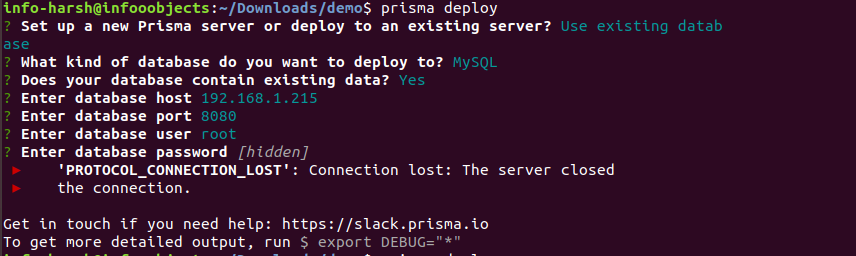 info-harsh@infooobjects:~/Downloads/demo$ prisma deploy
? Set up a new Prisma server or deploy to an existing server? Use existing datab
ase
? What kind of database do you want to deploy to? MySQL
? Does your database contain existing data? Yes
? Enter database host 192.168.1.215
? Enter database port 8080
? Enter database user root
? Enter database password [hidden]
▸ 'PROTOCOL_CONNECTION_LOST': Connection lost: The server closed
▸ the connection.
Get in touch if you need help: https://slack.prisma.io
To get more detailed output, run $ export DEBUG="*"